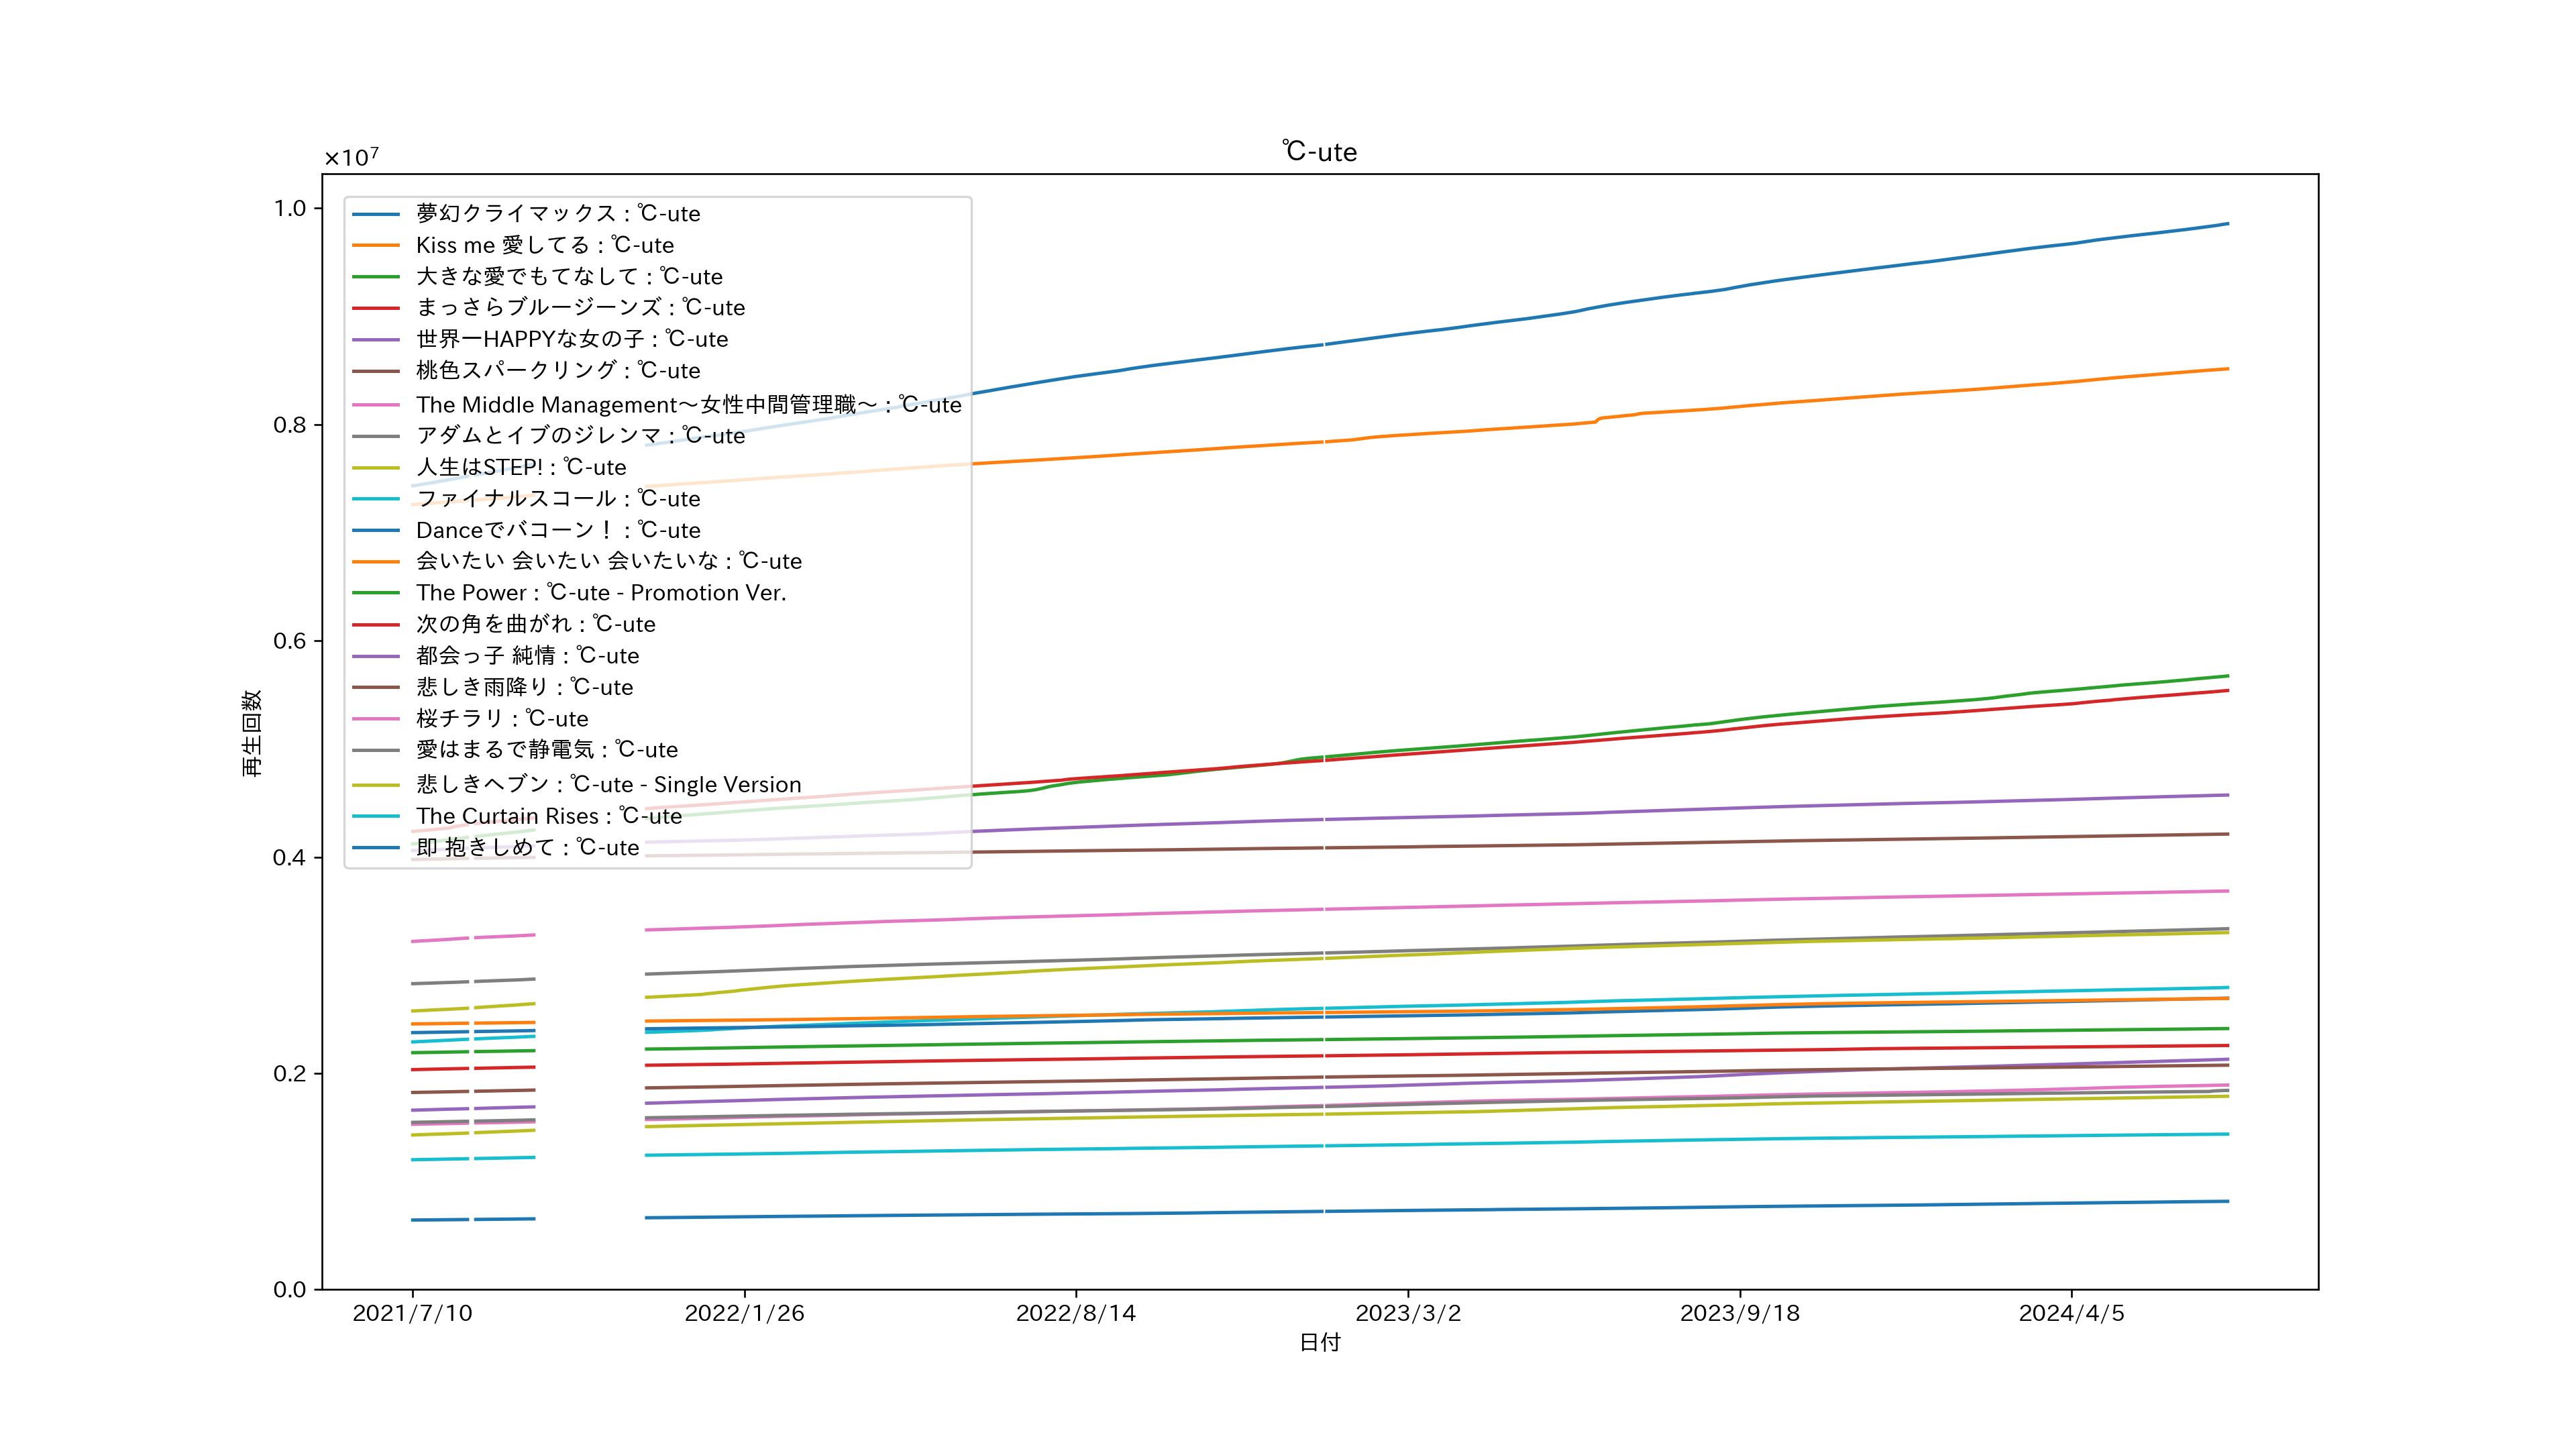 ℃-ute
×10⁷
1.0
0.8
0.6
0.4
0.2
0.0
再生回数
夢幻クライマックス : ℃-ute
Kiss me 愛してる : ℃-ute
大きな愛でもてなして : ℃-ute
まっさらブルージーンズ : ℃-ute
世界一HAPPYな女の子 : ℃-ute
桃色スパークリング : ℃-ute
The Middle Management～女性中間管理職～ : ℃-ute
アダムとイブのジレンマ : ℃-ute
人生はSTEP! : ℃-ute
ファイナルスコール : ℃-ute
Danceでバコーン！ : ℃-ute
会いたい 会いたい 会いたいな : ℃-ute
The Power : ℃-ute - Promotion Ver.
次の角を曲がれ : ℃-ute
都会っ子 純情 : ℃-ute
悲しき雨降り : ℃-ute
桜チラリ : ℃-ute
愛はまるで静電気 : ℃-ute
悲しきヘブン : ℃-ute - Single Version
The Curtain Rises : ℃-ute
即 抱きしめて : ℃-ute
2021/7/10 2022/1/26 2022/8/14 2023/3/2 2023/9/18 2024/4/5
日付